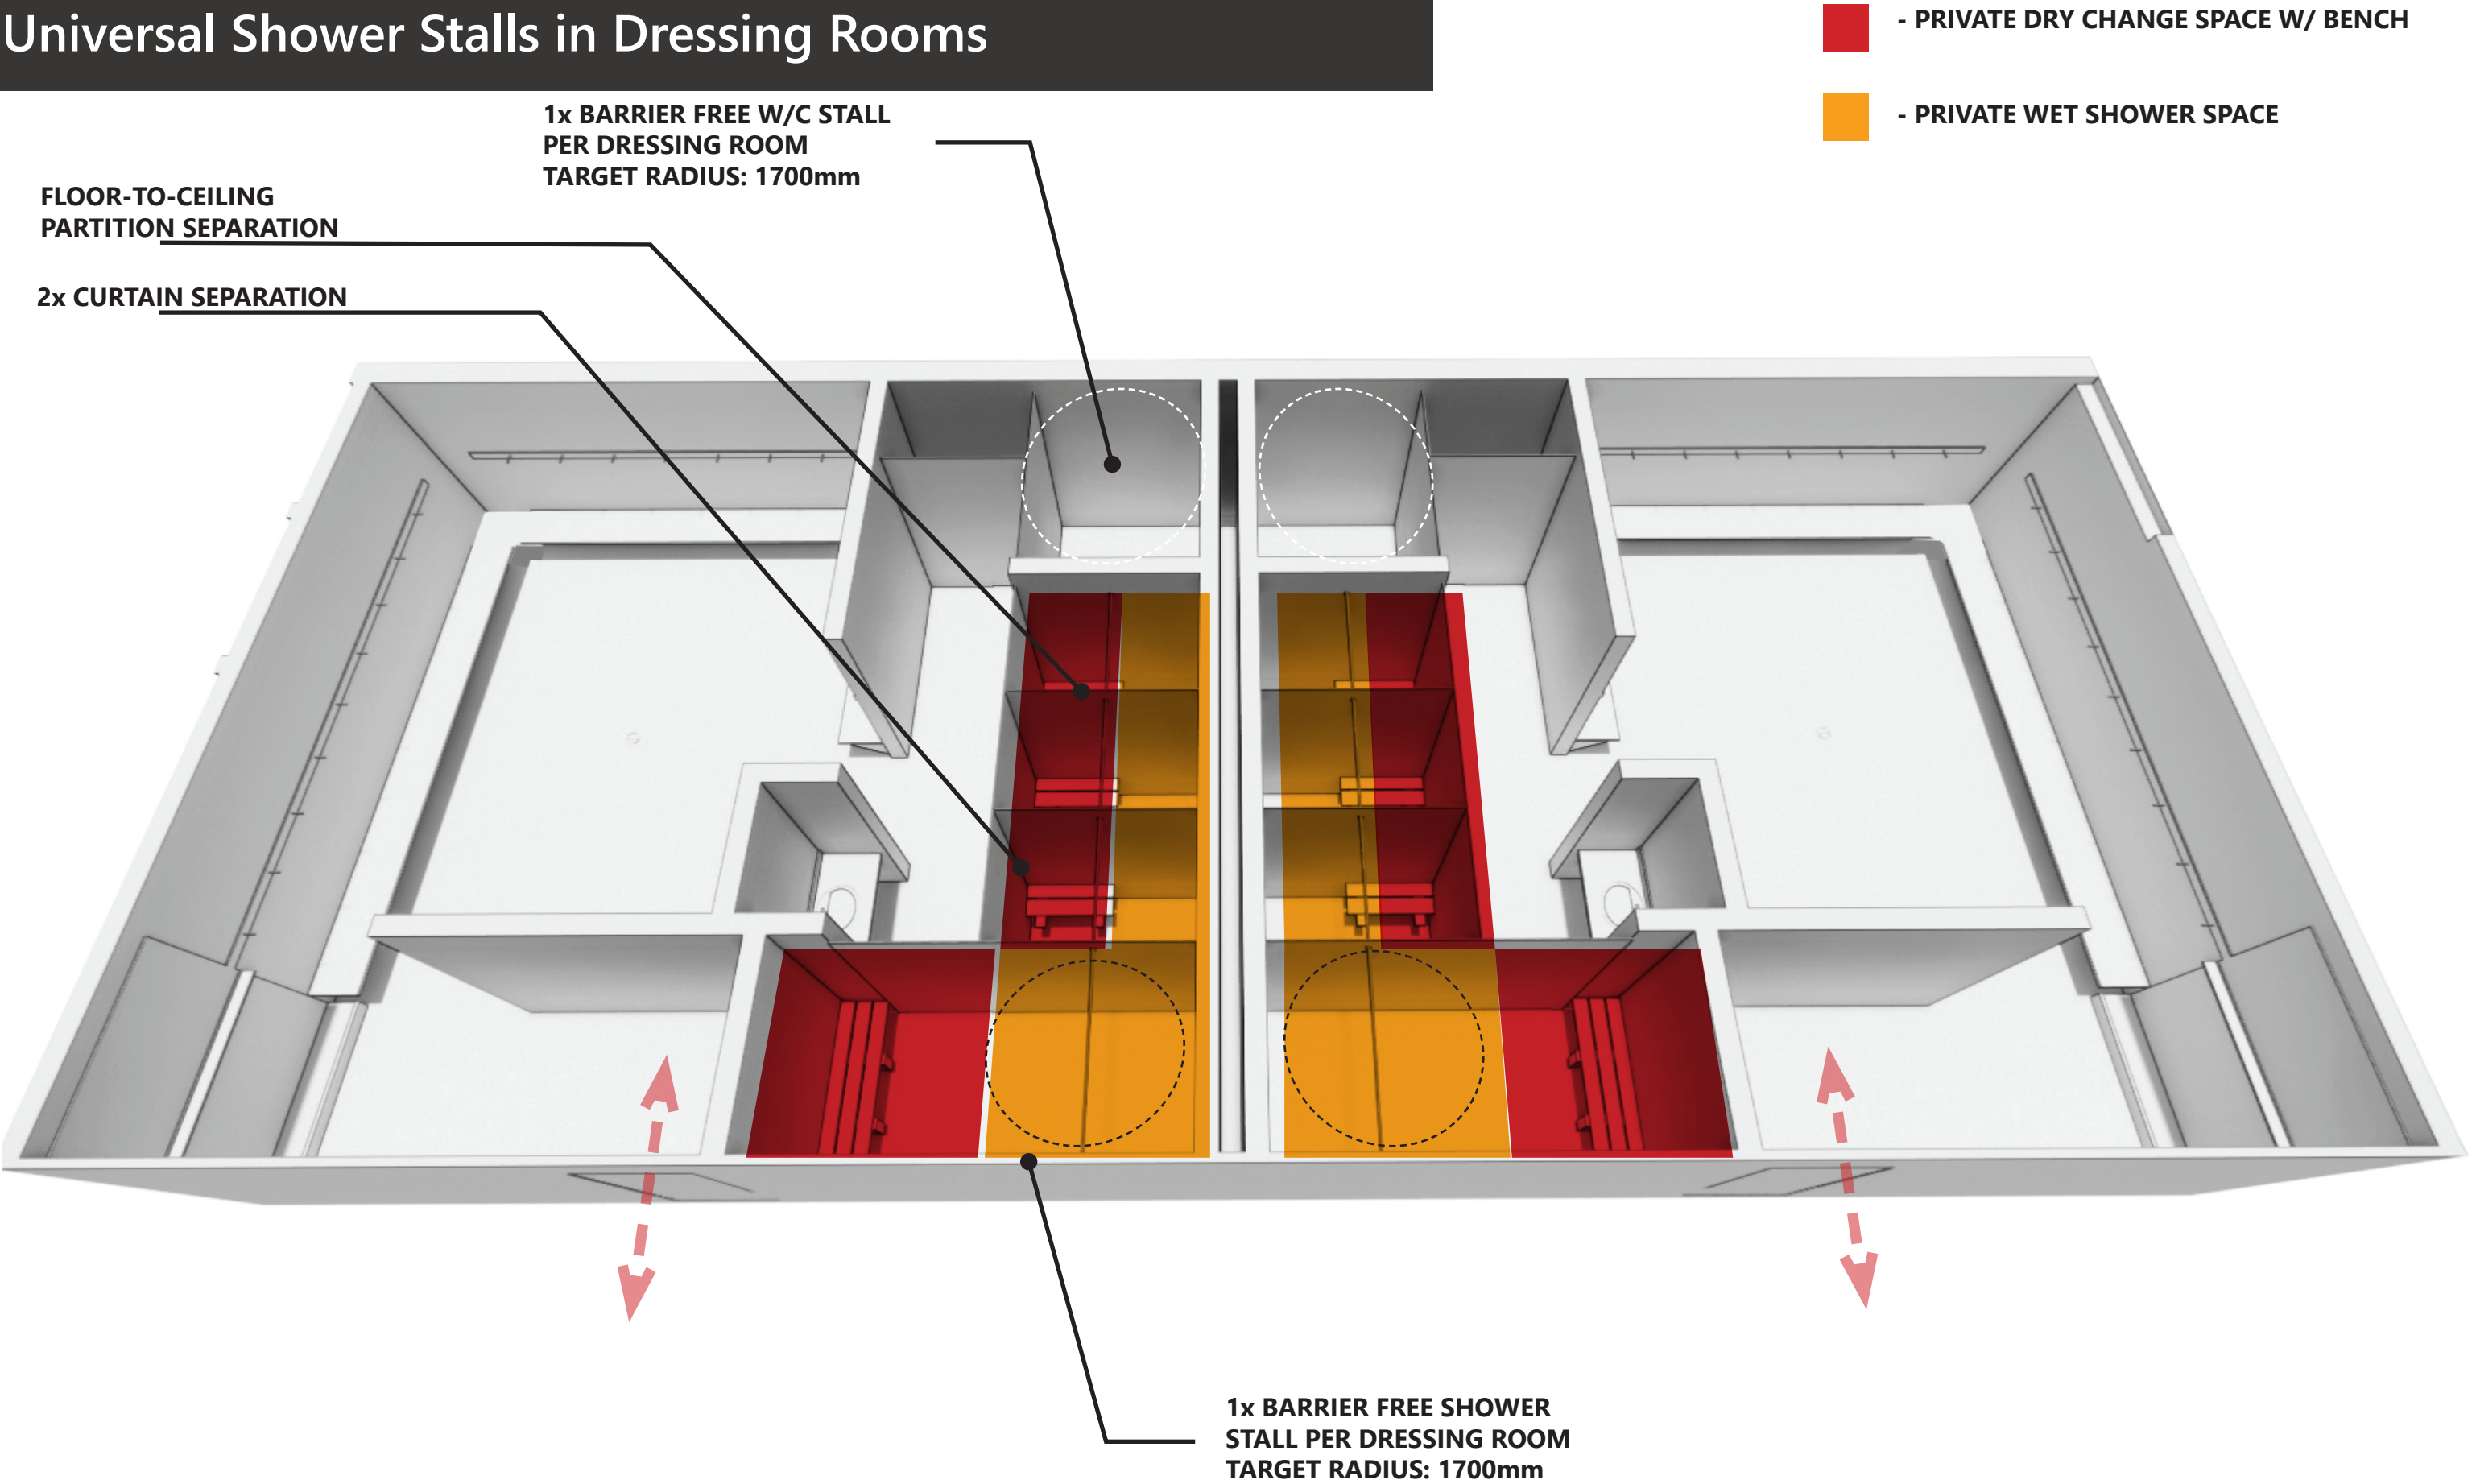 Universal Shower Stalls in Dressing Rooms
- PRIVATE DRY CHANGE SPACE W/ BENCH
- PRIVATE WET SHOWER SPACE
1x BARRIER FREE W/C STALL
PER DRESSING ROOM
TARGET RADIUS: 1700mm
FLOOR-TO-CEILING
PARTITION SEPARATION
2x CURTAIN SEPARATION
1x BARRIER FREE SHOWER
STALL PER DRESSING ROOM
TARGET RADIUS: 1700mm